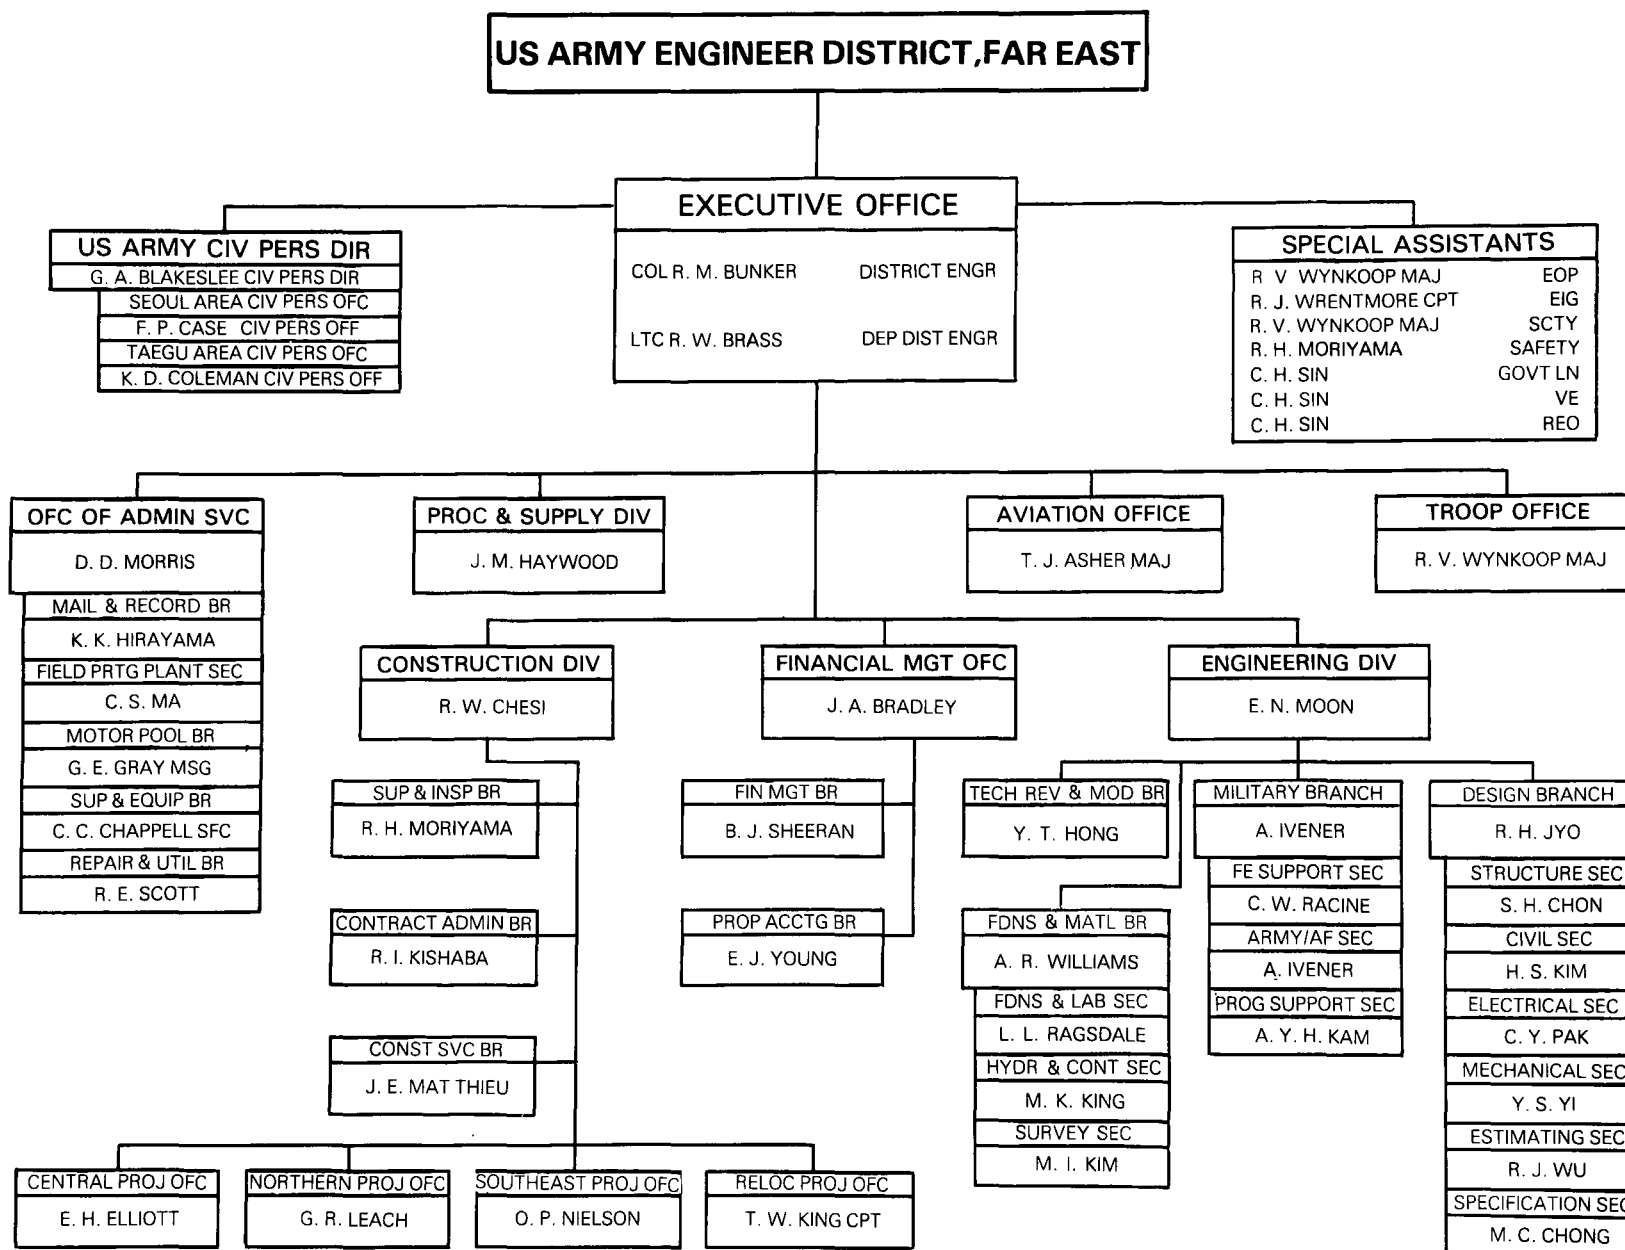 US ARMY ENGINEER DISTRICT,FAR EAST
EXECUTIVE OFFICE
COL R. M. BUNKER DISTRICT ENGR
LTC R. W. BRASS DEP DIST ENGR
US ARMY CIV PERS DIR
G. A. BLAKESLEE CIV PERS DIR
SEOUL AREA CIV PERS OFC
F. P. CASE CIV PERS OFF
TAEGU AREA CIV PERS OFC
K. D. COLEMAN CIV PERS OFF
SPECIAL ASSISTANTS
R V WYNKOOP MAJ EOP
R. J. WRENTMORE CPT EIG
R. V. WYNKOOP MAJ SCTY
R. H. MORIYAMA SAFETY
C. H. SIN GOVT LN
C. H. SIN VE
C. H. SIN REO
OFC OF ADMIN SVC
D. D. MORRIS
MAIL & RECORD BR
K. K. HIRAYAMA
FIELD PRTG PLANT SEC
C. S. MA
MOTOR POOL BR
G. E. GRAY MSG
SUP & EQUIP BR
C. C. CHAPPELL SFC
REPAIR & UTIL BR
R. E. SCOTT
PROC & SUPPLY DIV
J. M. HAYWOOD
AVIATION OFFICE
T. J. ASHER MAJ
TROOP OFFICE
R. V. WYNKOOP MAJ
CONSTRUCTION DIV
R. W. CHESI
SUP & INSP BR
R. H. MORIYAMA
CONTRACT ADMIN BR
R. I. KISHABA
CONST SVC BR
J. E. MAT THIEU
CENTRAL PROJ OFC
E. H. ELLIOTT
NORTHERN PROJ OFC
G. R. LEACH
SOUTHEAST PROJ OFC
O. P. NIELSON
RELOC PROJ OFC
T. W. KING CPT
FINANCIAL MGT OFC
J. A. BRADLEY
FIN MGT BR
B. J. SHEERAN
PROP ACCTG BR
E. J. YOUNG
ENGINEERING DIV
E. N. MOON
TECH REV & MOD BR
Y. T. HONG
FDNS & MATL BR
A. R. WILLIAMS
FDNS & LAB SEC
L. L. RAGSDALE
HYDR & CONT SEC
M. K. KING
SURVEY SEC
M. I. KIM
MILITARY BRANCH
A. IVENER
FE SUPPORT SEC
C. W. RACINE
ARMY/AF SEC
A. IVENER
PROG SUPPORT SEC
A. Y. H. KAM
DESIGN BRANCH
R. H. JYO
STRUCTURE SEC
S. H. CHON
CIVIL SEC
H. S. KIM
ELECTRICAL SEC
C. Y. PAK
MECHANICAL SEC
Y. S. YI
ESTIMATING SEC
R. J. WU
SPECIFICATION SEC
M. C. CHONG